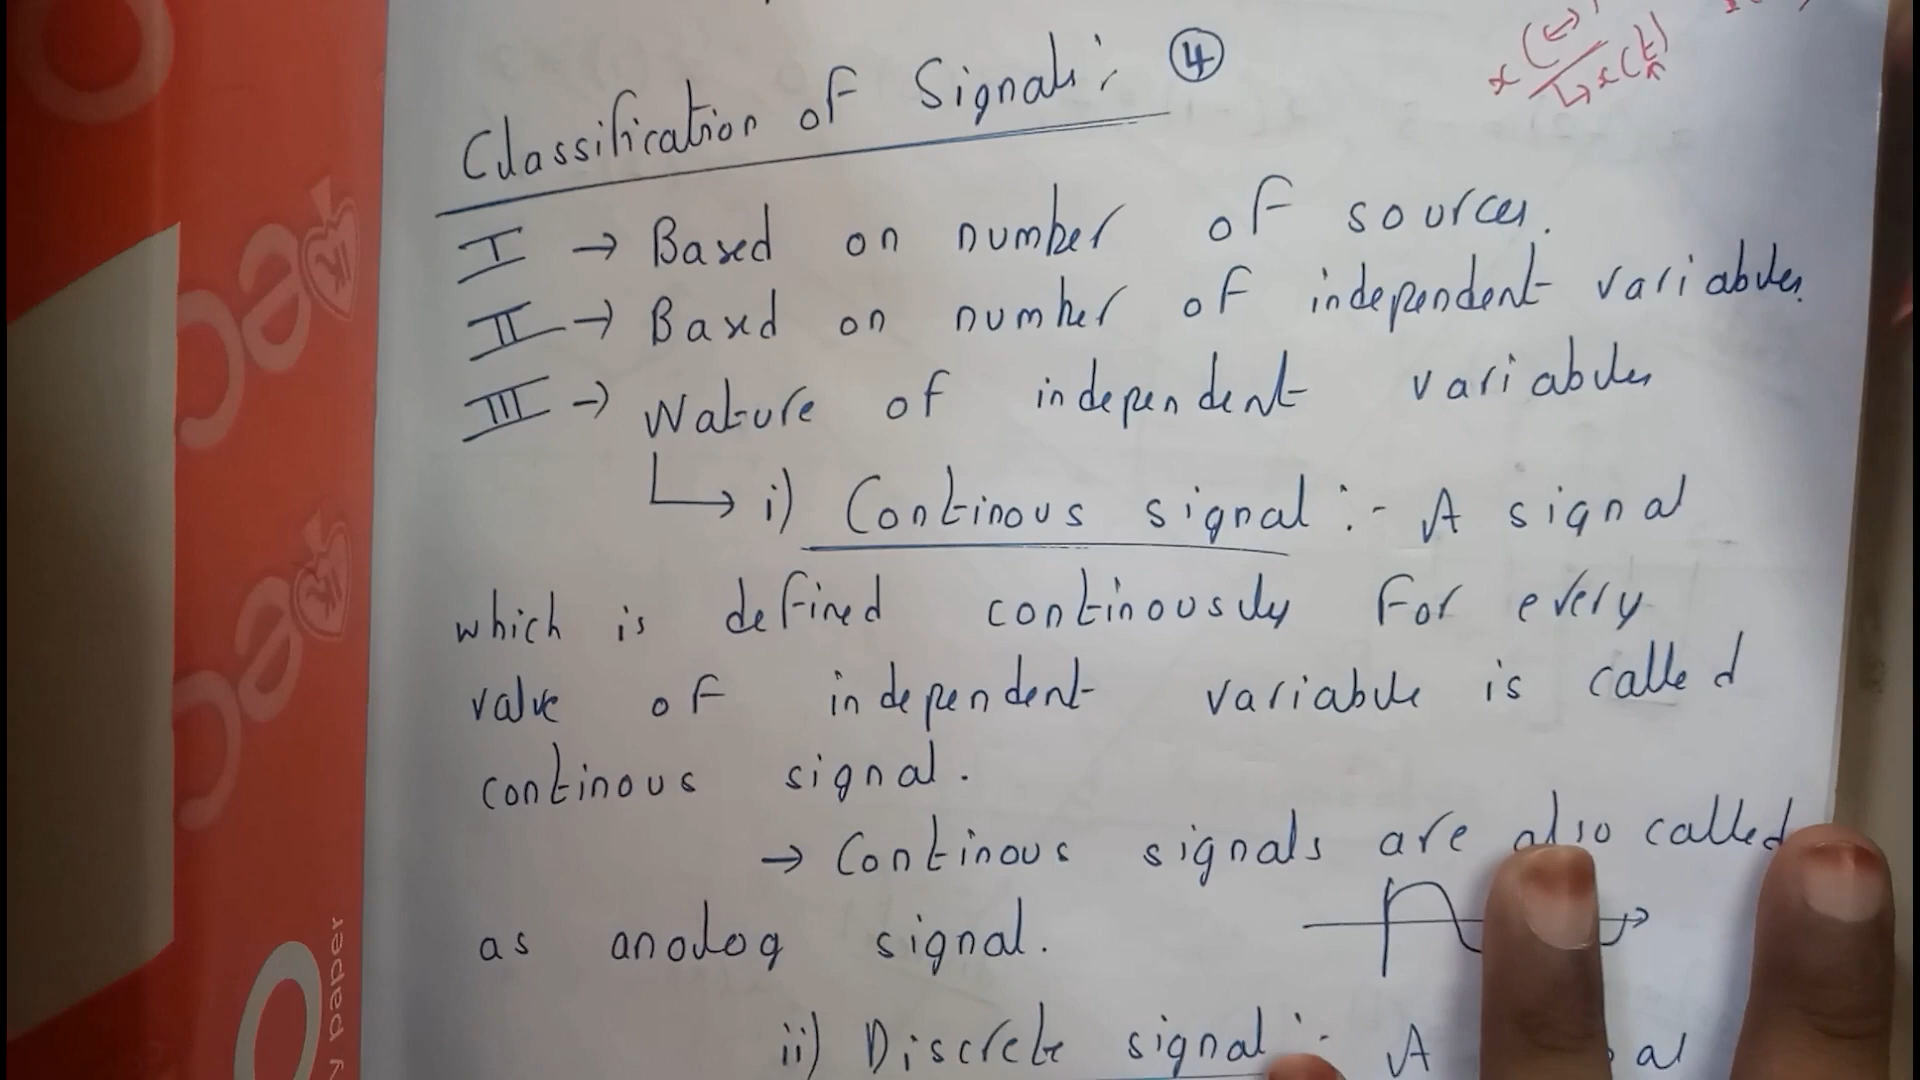 Classification of Signals: ④
x(t)
↳ x(t)
I → Based on number of sources.
II → Based on number of independent variables.
III → Nature of independent variables
↳ i) Continous signal :- A signal
which is defined continously for every
value of independent variable is called
continous signal.
→ Continous signals are also called
as analog signal.
ii) Discrete signal :- A
paper